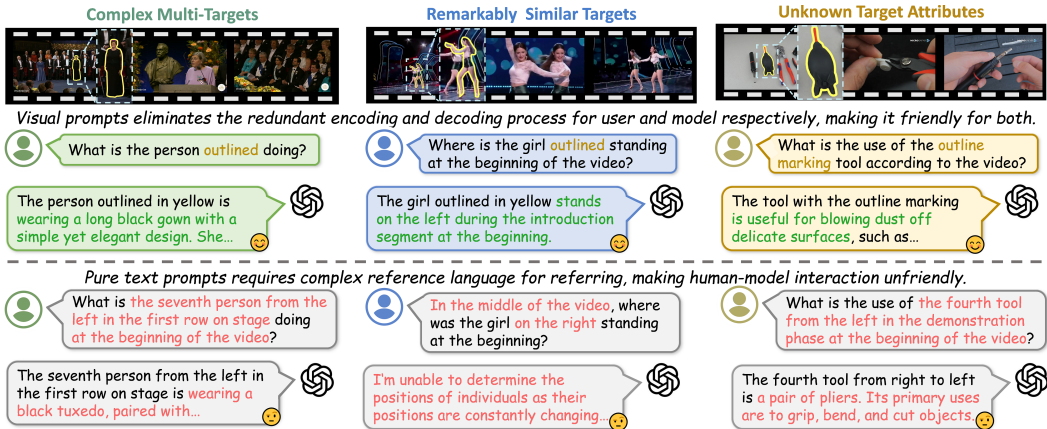 Complex Multi-Targets
Remarkably Similar Targets
Unknown Target Attributes
Visual prompts eliminates the redundant encoding and decoding process for user and model respectively, making it friendly for both.
What is the person outlined doing?
Where is the girl outlined standing
at the beginning of the video?
What is the use of the outline
marking tool according to the video?
The person outlined in yellow is
wearing a long black gown with a
simple yet elegant design. She...
The girl outlined in yellow stands
on the left during the introduction
segment at the beginning.
The tool with the outline marking
is useful for blowing dust off
delicate surfaces, such as...
Pure text prompts requires complex reference language for referring, making human-model interaction unfriendly.
What is the seventh person from the
left in the first row on stage doing
at the beginning of the video?
In the middle of the video, where
was the girl on the right standing
at the beginning?
What is the use of the fourth tool
from the left in the demonstration
phase at the beginning of the video?
The seventh person from the left in
the first row on stage is wearing a
black tuxedo, paired with...
I'm unable to determine the
positions of individuals as their
positions are constantly changing...
The fourth tool from right to left
is a pair of pliers. Its primary uses
are to grip, bend, and cut objects.